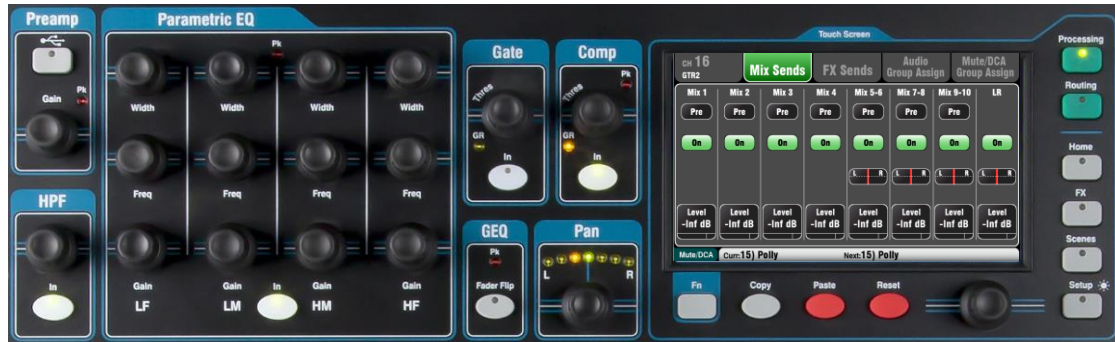 Preamp
Gain
Pk
HPF
In
Parametric EQ
Pk
Width Width Width Width
Freq Freq Freq Freq
Gain Gain In Gain Gain
LF LM HM HF
Gate
Thres
GR
In
Comp
Pk
Thres
GR
In
GEQ
Pk
Fader Flip
Pan
L R
Touch Screen
CH 16
GTR2
Mix Sends
FX Sends
Audio
Group Assign
Mute/DCA
Group Assign
Mix 1 Mix 2 Mix 3 Mix 4 Mix 5-6 Mix 7-8 Mix 9-10 LR
Pre Pre Pre Pre Pre Pre Pre
On On On On On On On On
L R L R L R L R
Level Level Level Level Level Level Level Level
-Inf dB -Inf dB -Inf dB -Inf dB -Inf dB -Inf dB -Inf dB -Inf dB
Mute/DCA Curr:15) Polly Next:15) Polly
Fn Copy Paste Reset
Processing
Routing
Home
FX
Scenes
Setup